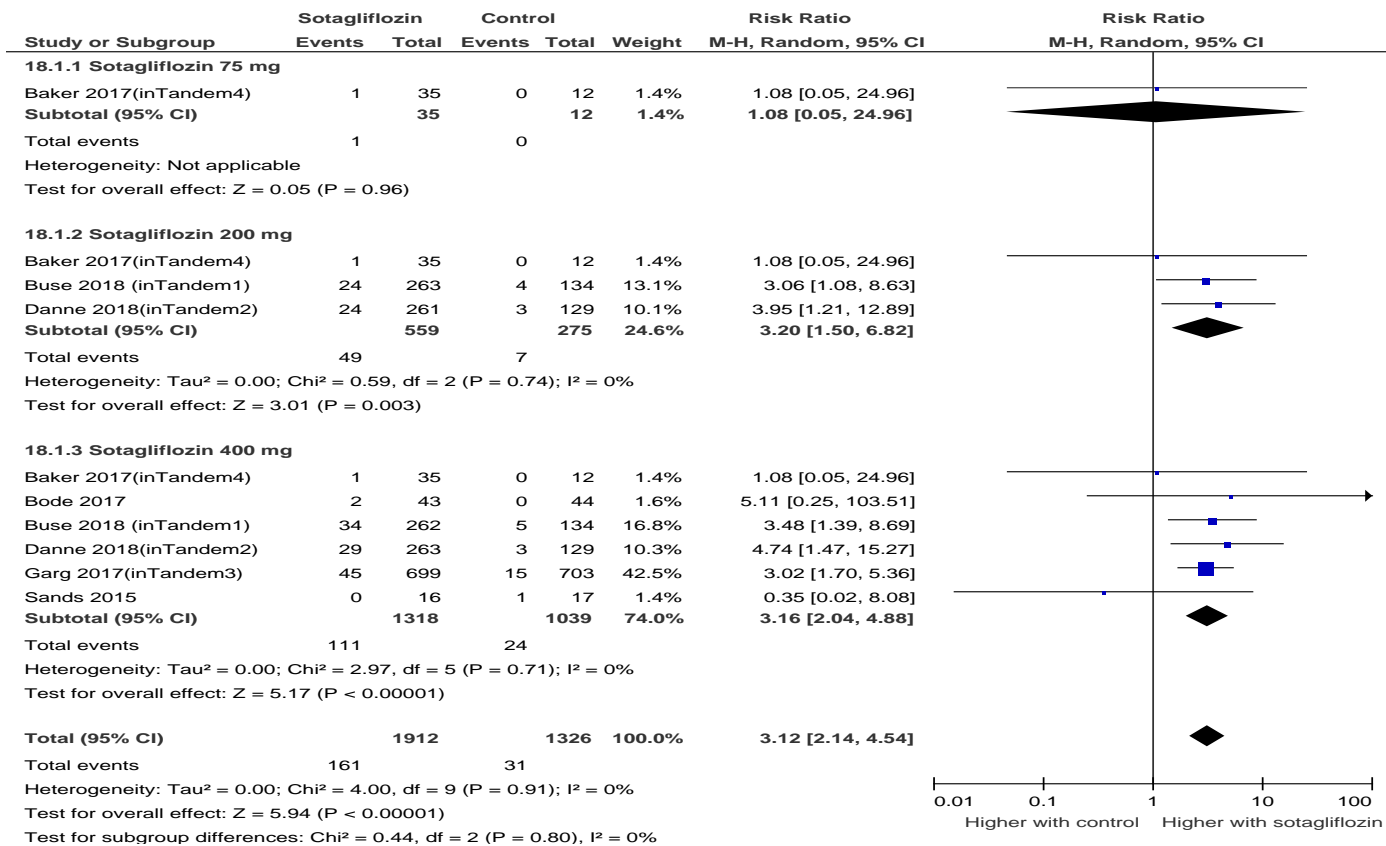 Sotagliflozin Control Risk Ratio Risk Ratio
Study or Subgroup Events Total Events Total Weight M-H, Random, 95% CI M-H, Random, 95% CI
18.1.1 Sotagliflozin 75 mg
Baker 2017(inTandem4) 1 35 0 12 1.4% 1.08 [0.05, 24.96]
Subtotal (95% CI) 35 12 1.4% 1.08 [0.05, 24.96]
Total events 1 0
Heterogeneity: Not applicable
Test for overall effect: Z = 0.05 (P = 0.96)
18.1.2 Sotagliflozin 200 mg
Baker 2017(inTandem4) 1 35 0 12 1.4% 1.08 [0.05, 24.96]
Buse 2018 (inTandem1) 24 263 4 134 13.1% 3.06 [1.08, 8.63]
Danne 2018(inTandem2) 24 261 3 129 10.1% 3.95 [1.21, 12.89]
Subtotal (95% CI) 559 275 24.6% 3.20 [1.50, 6.82]
Total events 49 7
Heterogeneity: Tau² = 0.00; Chi² = 0.59, df = 2 (P = 0.74); I² = 0%
Test for overall effect: Z = 3.01 (P = 0.003)
18.1.3 Sotagliflozin 400 mg
Baker 2017(inTandem4) 1 35 0 12 1.4% 1.08 [0.05, 24.96]
Bode 2017 2 43 0 44 1.6% 5.11 [0.25, 103.51]
Buse 2018 (inTandem1) 34 262 5 134 16.8% 3.48 [1.39, 8.69]
Danne 2018(inTandem2) 29 263 3 129 10.3% 4.74 [1.47, 15.27]
Garg 2017(inTandem3) 45 699 15 703 42.5% 3.02 [1.70, 5.36]
Sands 2015 0 16 1 17 1.4% 0.35 [0.02, 8.08]
Subtotal (95% CI) 1318 1039 74.0% 3.16 [2.04, 4.88]
Total events 111 24
Heterogeneity: Tau² = 0.00; Chi² = 2.97, df = 5 (P = 0.71); I² = 0%
Test for overall effect: Z = 5.17 (P < 0.00001)
Total (95% CI) 1912 1326 100.0% 3.12 [2.14, 4.54]
Total events 161 31
Heterogeneity: Tau² = 0.00; Chi² = 4.00, df = 9 (P = 0.91); I² = 0%
Test for overall effect: Z = 5.94 (P < 0.00001)
Test for subgroup differences: Chi² = 0.44, df = 2 (P = 0.80), I² = 0%
0.01 0.1 1 10 100
Higher with control Higher with sotagliflozin